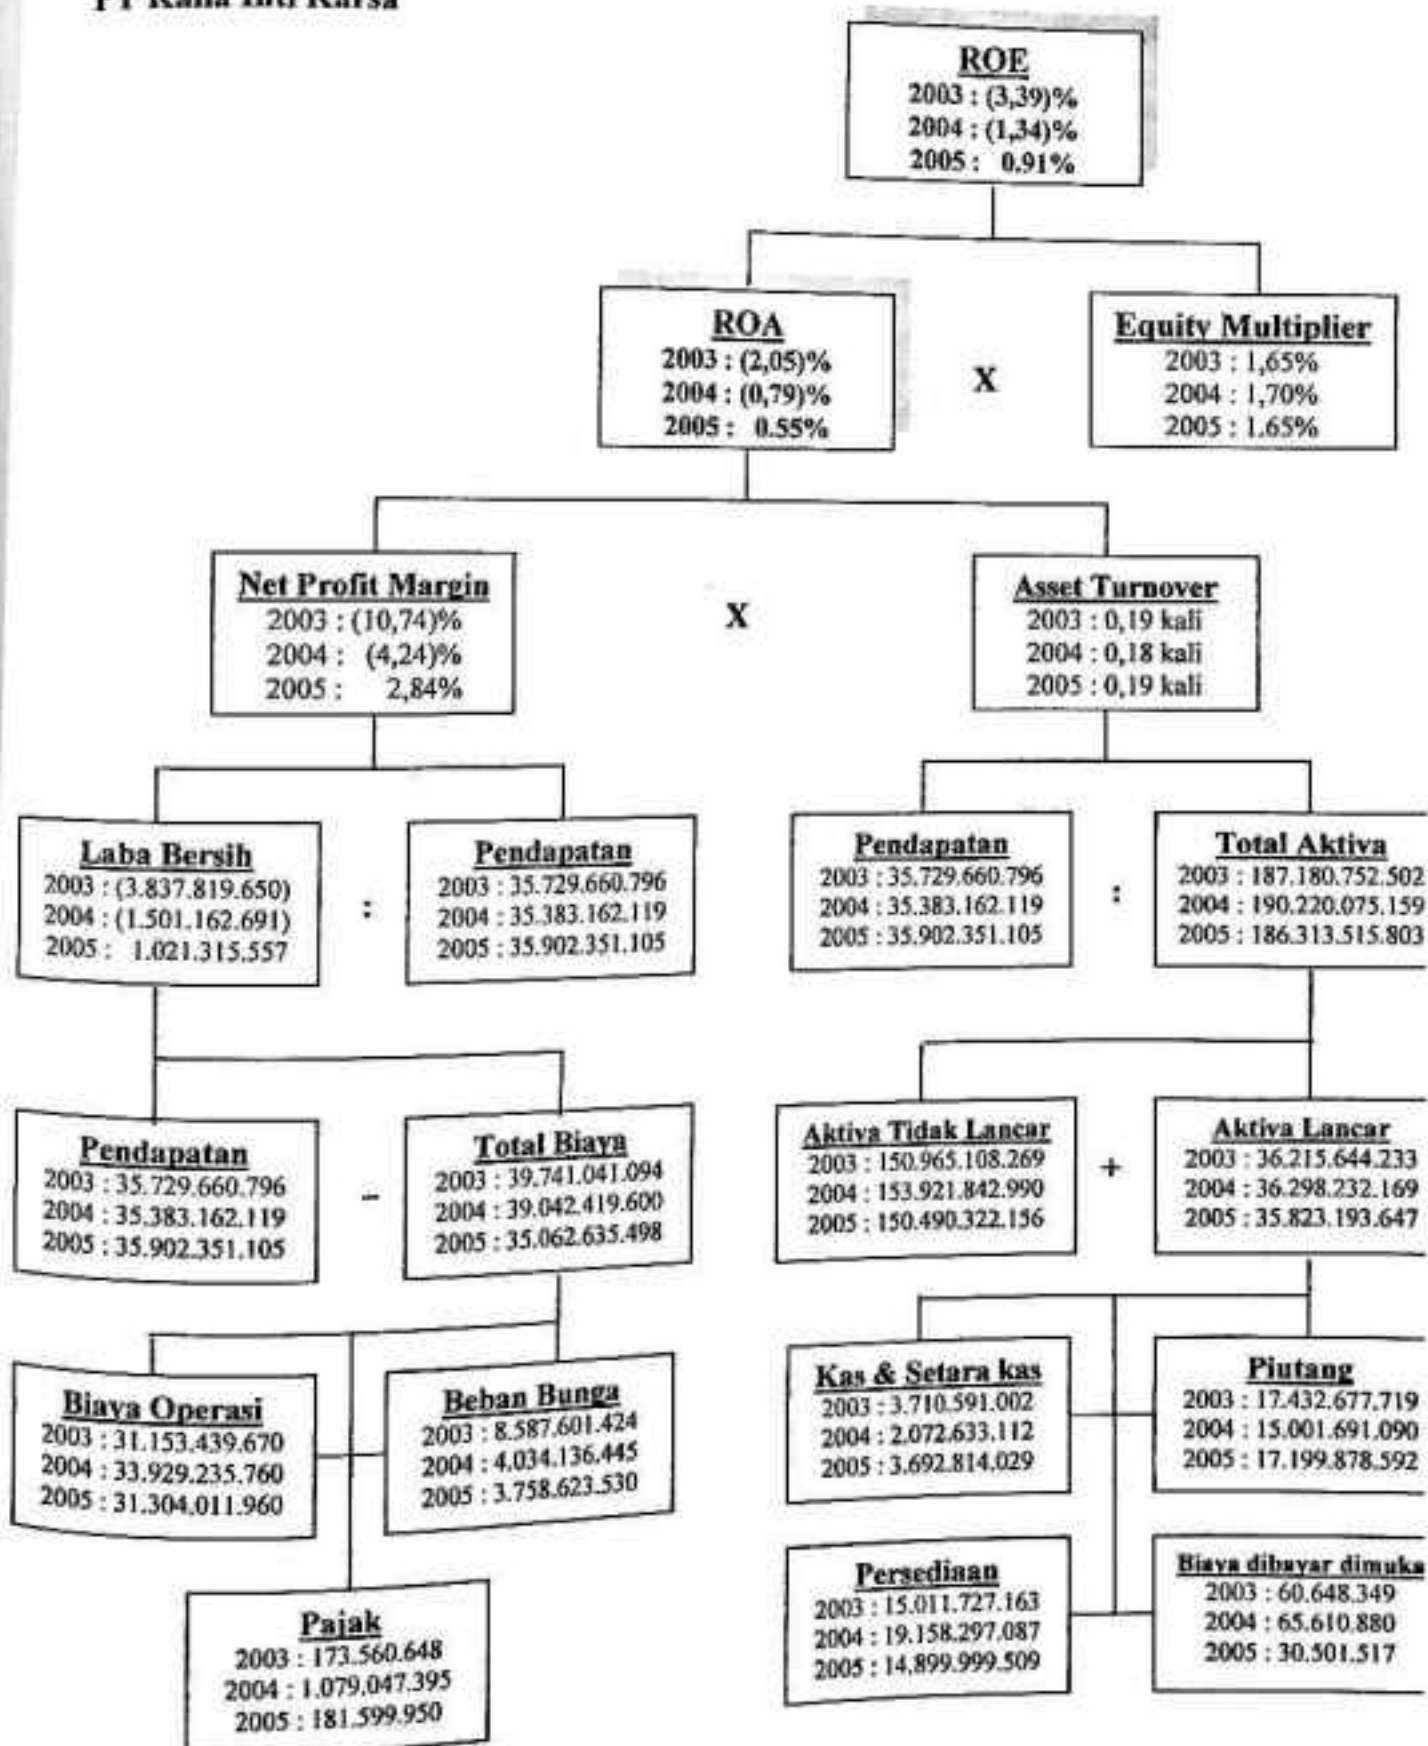 ROE
2003 : (3,39)%
2004 : (1,34)%
2005 : 0.91%
ROA
2003 : (2,05)%
2004 : (0,79)%
2005 : 0.55%
X
Equity Multiplier
2003 : 1,65%
2004 : 1,70%
2005 : 1.65%
Net Profit Margin
2003 : (10,74)%
2004 : (4,24)%
2005 : 2,84%
X
Asset Turnover
2003 : 0,19 kali
2004 : 0,18 kali
2005 : 0,19 kali
Laba Bersih
2003 : (3.837.819.650)
2004 : (1.501.162.691)
2005 : 1.021.315.557
:
Pendapatan
2003 : 35.729.660.796
2004 : 35.383.162.119
2005 : 35.902.351.105
Pendapatan
2003 : 35.729.660.796
2004 : 35.383.162.119
2005 : 35.902.351.105
:
Total Aktiva
2003 : 187.180.752.502
2004 : 190.220.075.159
2005 : 186.313.515.803
Pendapatan
2003 : 35.729.660.796
2004 : 35.383.162.119
2005 : 35.902.351.105
-
Total Biaya
2003 : 39.741.041.094
2004 : 39.042.419.600
2005 : 35.062.635.498
Aktiva Tidak Lancar
2003 : 150.965.108.269
2004 : 153.921.842.990
2005 : 150.490.322.156
+
Aktiva Lancar
2003 : 36.215.644.233
2004 : 36.298.232.169
2005 : 35.823.193.647
Biaya Operasi
2003 : 31.153.439.670
2004 : 33.929.235.760
2005 : 31.304.011.960
Beban Bunga
2003 : 8.587.601.424
2004 : 4.034.136.445
2005 : 3.758.623.530
Kas & Setara kas
2003 : 3.710.591.002
2004 : 2.072.633.112
2005 : 3.692.814.029
Piutang
2003 : 17.432.677.719
2004 : 15.001.691.090
2005 : 17.199.878.592
Pajak
2003 : 173.560.648
2004 : 1.079.047.395
2005 : 181.599.950
Persediaan
2003 : 15.011.727.163
2004 : 19.158.297.087
2005 : 14.899.999.509
Biaya dibayar dimuka
2003 : 60.648.349
2004 : 65.610.880
2005 : 30.501.517